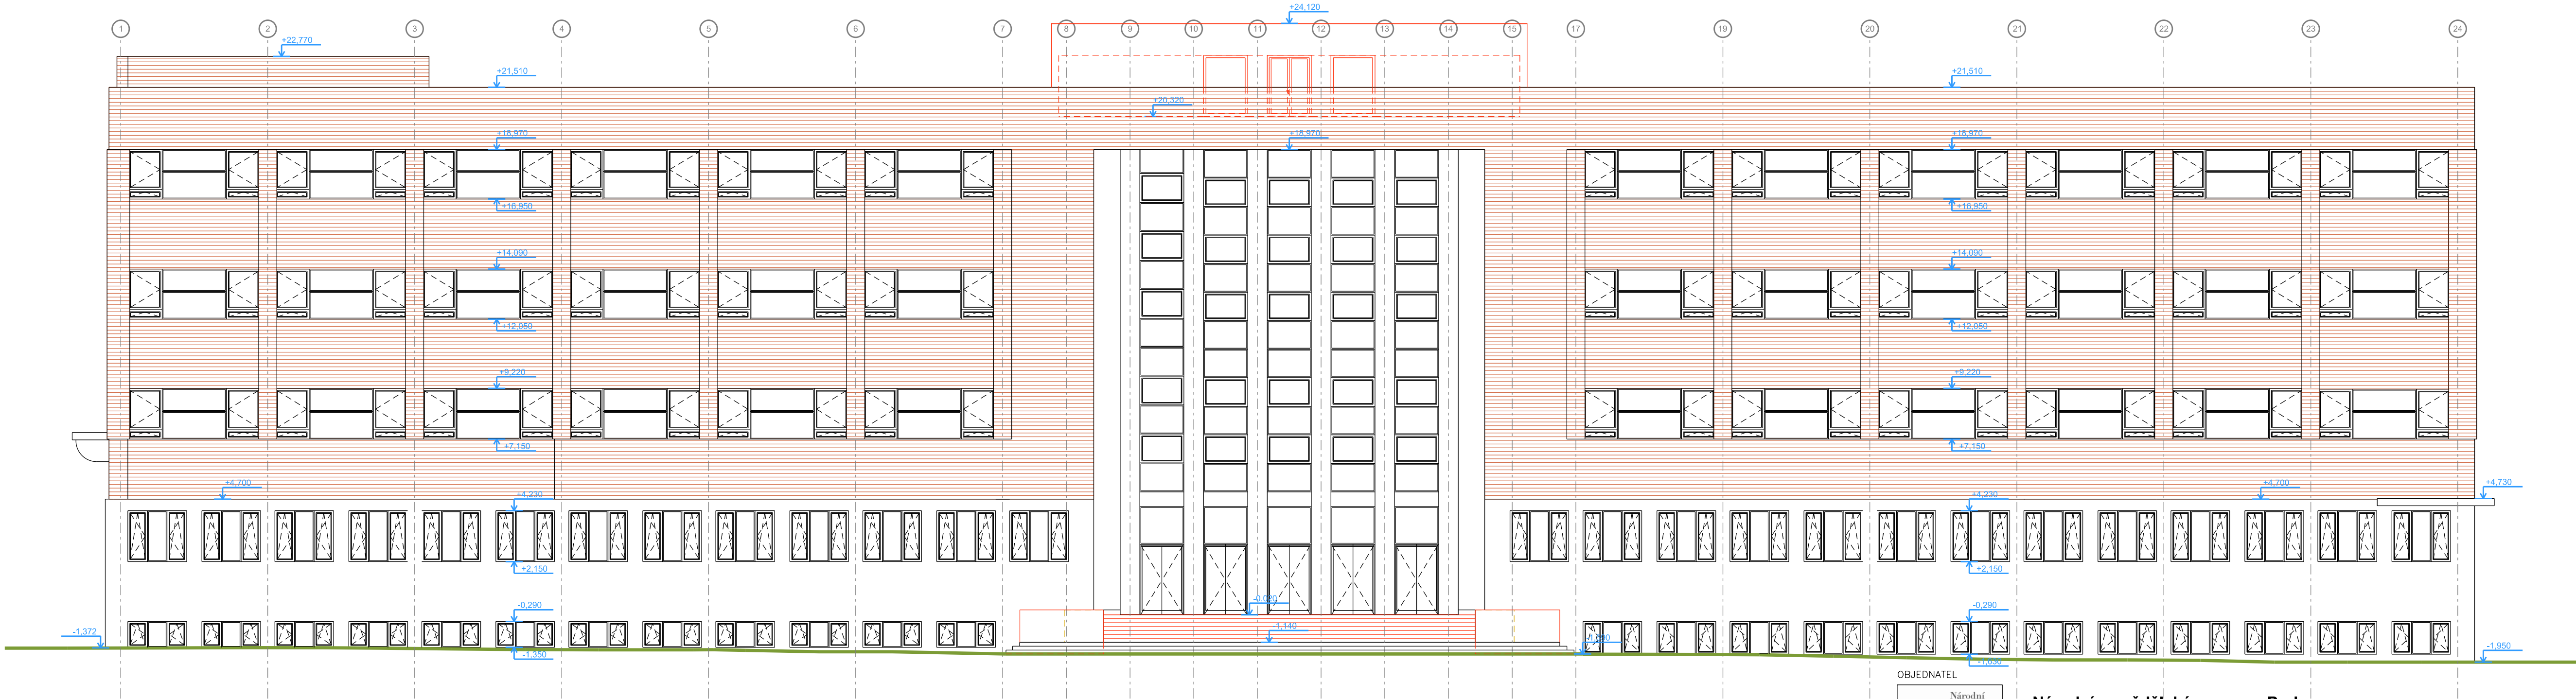 +24,120
1 2 3 4 5 6 7 8 9 10 11 12 13 14 15 17 19 20 21 22 23 24
+22,770
+21,510 +21,510
+20,320
+18,970 +18,970 +18,970
+16,950 +16,950
+14,090 +14,090
+12,050 +12,050
+9,220 +9,220
+7,150 +7,150
+4,700 +4,230 +4,230 +4,700 +4,730
+2,150 +2,150
-0,290 -0,020 -0,290
-1,372 -1,140
-1,350 -1,950
OBJEDNATEL
Národní